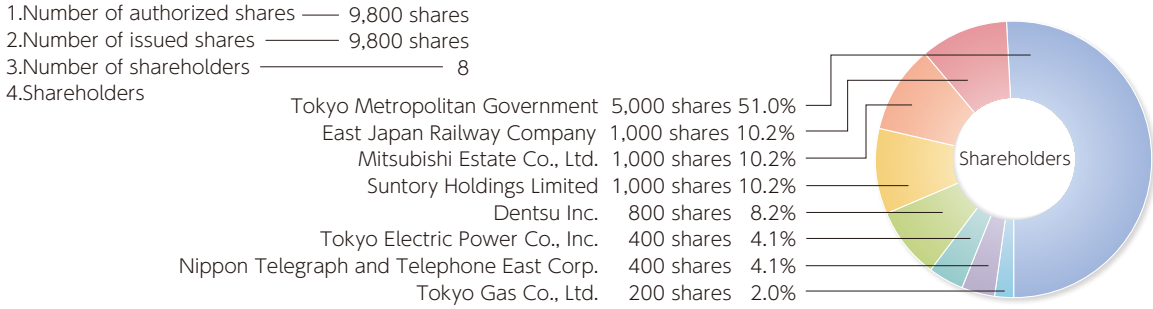 1.Number of authorized shares 9,800 shares
2.Number of issued shares 9,800 shares
3.Number of shareholders 8
4.Shareholders
Tokyo Metropolitan Government 5,000 shares 51.0%
East Japan Railway Company 1,000 shares 10.2%
Mitsubishi Estate Co., Ltd. 1,000 shares 10.2%
Suntory Holdings Limited 1,000 shares 10.2%
Dentsu Inc. 800 shares 8.2%
Tokyo Electric Power Co., Inc. 400 shares 4.1%
Nippon Telegraph and Telephone East Corp. 400 shares 4.1%
Tokyo Gas Co., Ltd. 200 shares 2.0%
Shareholders